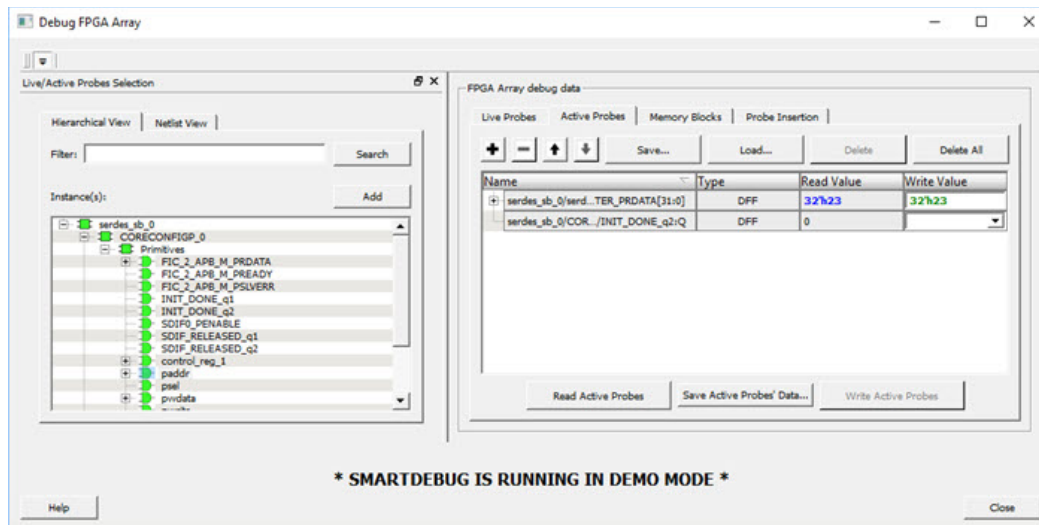 Debug FPGA Array
Live/Active Probes Selection
Hierarchical View Netlist View
Filter: Search
Instance(s): Add
serdes_sb_0
CORECONFIGP_0
Primitives
FIC_2_APB_M_PRDATA
FIC_2_APB_M_PREADY
FIC_2_APB_M_PSLVERR
INIT_DONE_q1
INIT_DONE_q2
SDIF0_PENABLE
SDIF_RELEASED_q1
SDIF_RELEASED_q2
control_reg_1
paddr
psel
pwdata
FPGA Array debug data
Live Probes Active Probes Memory Blocks Probe Insertion
Save... Load... Delete Delete All
Name Type Read Value Write Value
serdes_sb_0/serd...TER_PRDATA[31:0] DFF 32'h23 32'h23
serdes_sb_0/COR.../INIT_DONE_q2:Q DFF 0
Read Active Probes Save Active Probes' Data... Write Active Probes
* SMARTDEBUG IS RUNNING IN DEMO MODE *
Help Close